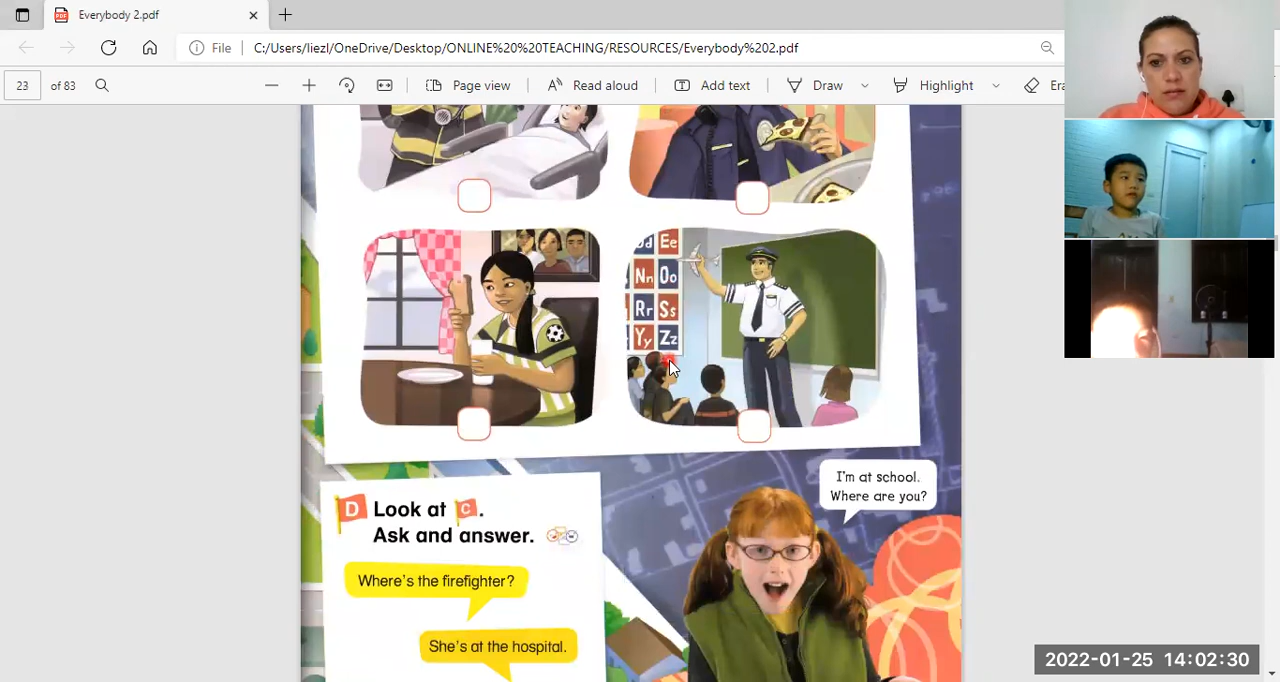 Everybody 2.pdf
File
C:/Users/liezl/OneDrive/Desktop/ONLINE%20%20TEACHING/RESOURCES/Everybody%202.pdf
23
of 83
Page view
Read aloud
Add text
Draw
Highlight
Era
Dd Ee
Nn Oo
Rr Ss
Yy Zz
D Look at C.
Ask and answer.
Where's the firefighter?
She's at the hospital.
I'm at school.
Where are you?
2022-01-25 14:02:30